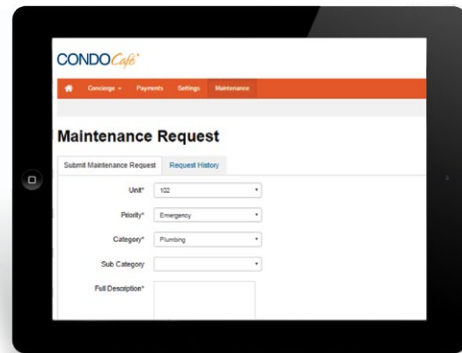 CONDOCafé
Concierge Payments Settings Maintenance
Maintenance Request
Submit Maintenance Request Request History
Unit* 102
Priority* Emergency
Category* Plumbing
Sub Category
Full Description*